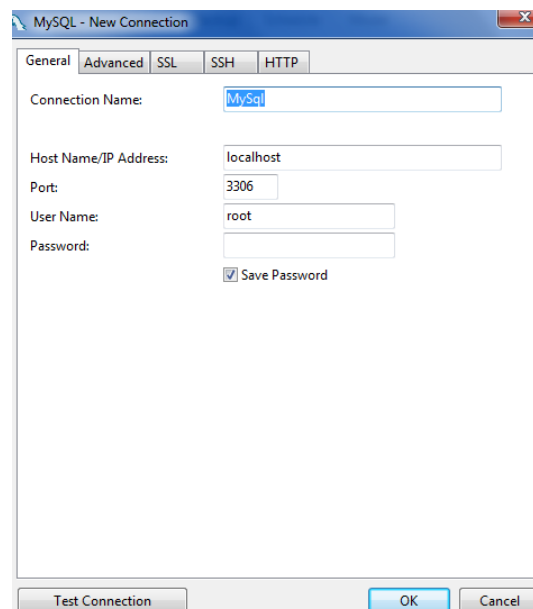 MySQL - New Connection
General Advanced SSL SSH HTTP
Connection Name: MySql
Host Name/IP Address: localhost
Port: 3306
User Name: root
Password:
Save Password
Test Connection OK Cancel